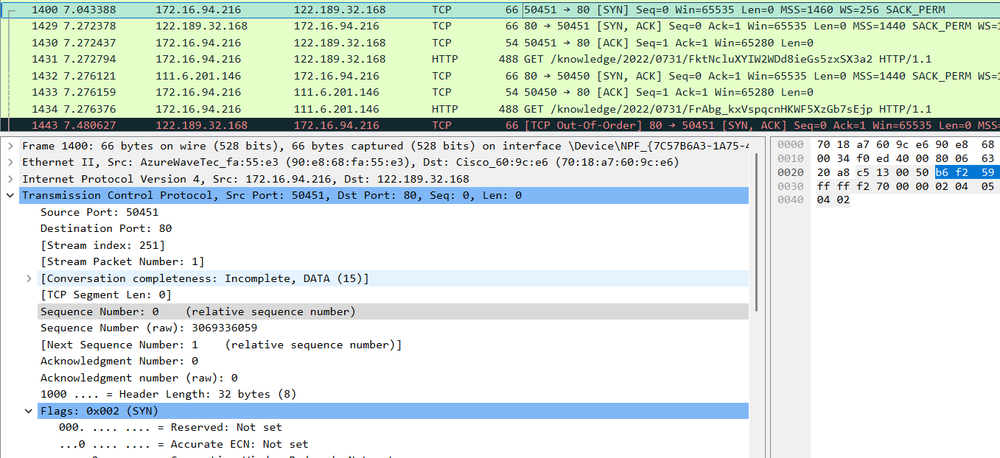 1400 7.043388 172.16.94.216 122.189.32.168 TCP 66 50451 → 80 [SYN] Seq=0 Win=65535 Len=0 MSS=1460 WS=256 SACK_PERM
1429 7.272378 122.189.32.168 172.16.94.216 TCP 66 80 → 50451 [SYN, ACK] Seq=0 Ack=1 Win=65535 Len=0 MSS=1440 SACK_PERM WS=1
1430 7.272437 172.16.94.216 122.189.32.168 TCP 54 50451 → 80 [ACK] Seq=1 Ack=1 Win=65280 Len=0
1431 7.272794 172.16.94.216 122.189.32.168 HTTP 488 GET /knowledge/2022/0731/FktNcluXYIW2WDd8ieGs5zxSX3a2 HTTP/1.1
1432 7.276121 111.6.201.146 172.16.94.216 TCP 66 80 → 50450 [SYN, ACK] Seq=0 Ack=1 Win=65535 Len=0 MSS=1440 SACK_PERM WS=1
1433 7.276159 172.16.94.216 111.6.201.146 TCP 54 50450 → 80 [ACK] Seq=1 Ack=1 Win=65280 Len=0
1434 7.276376 172.16.94.216 111.6.201.146 HTTP 488 GET /knowledge/2022/0731/FrAbg_kxVspqcnHKWF5XzGb7sEjp HTTP/1.1
1443 7.480627 122.189.32.168 172.16.94.216 TCP 66 [TCP Out-Of-Order] 80 → 50451 [SYN, ACK] Seq=0 Ack=1 Win=65535 Len=0 MSS=
Frame 1400: 66 bytes on wire (528 bits), 66 bytes captured (528 bits) on interface \Device\NPF_{7C57B6A3-1A75-4
Ethernet II, Src: AzureWaveTec_fa:55:e3 (90:e8:68:fa:55:e3), Dst: Cisco_60:9c:e6 (70:18:a7:60:9c:e6)
Internet Protocol Version 4, Src: 172.16.94.216, Dst: 122.189.32.168
Transmission Control Protocol, Src Port: 50451, Dst Port: 80, Seq: 0, Len: 0
Source Port: 50451
Destination Port: 80
[Stream index: 251]
[Stream Packet Number: 1]
[Conversation completeness: Incomplete, DATA (15)]
[TCP Segment Len: 0]
Sequence Number: 0 (relative sequence number)
Sequence Number (raw): 3069336059
[Next Sequence Number: 1 (relative sequence number)]
Acknowledgment Number: 0
Acknowledgment number (raw): 0
1000 .... = Header Length: 32 bytes (8)
Flags: 0x002 (SYN)
000. .... .... = Reserved: Not set
...0 .... .... = Accurate ECN: Not set
0000 70 18 a7 60 9c e6 90 e8 68
0010 00 34 f0 ed 40 00 80 06 63
0020 20 a8 c5 13 00 50 b6 f2 59
0030 ff ff f2 70 00 00 02 04 05
0040 04 02